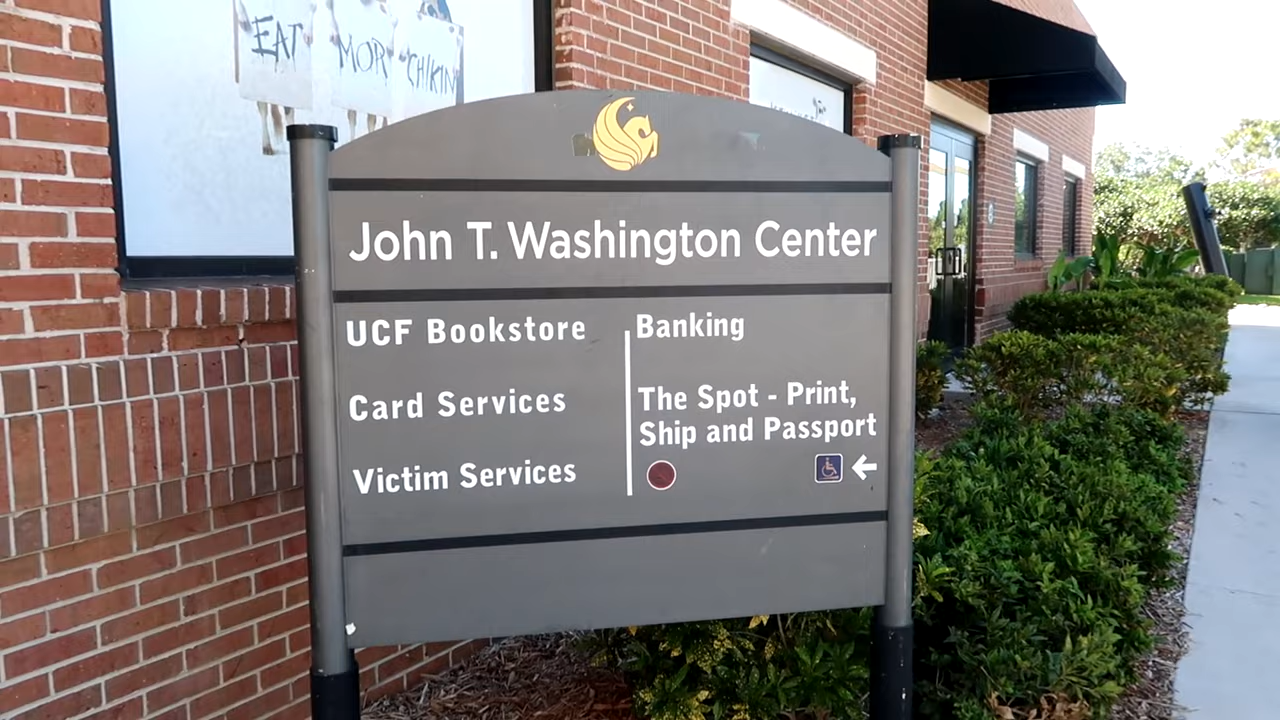 EAT MOR CHIKIN
John T. Washington Center
UCF Bookstore
Card Services
Victim Services
Banking
The Spot - Print,
Ship and Passport